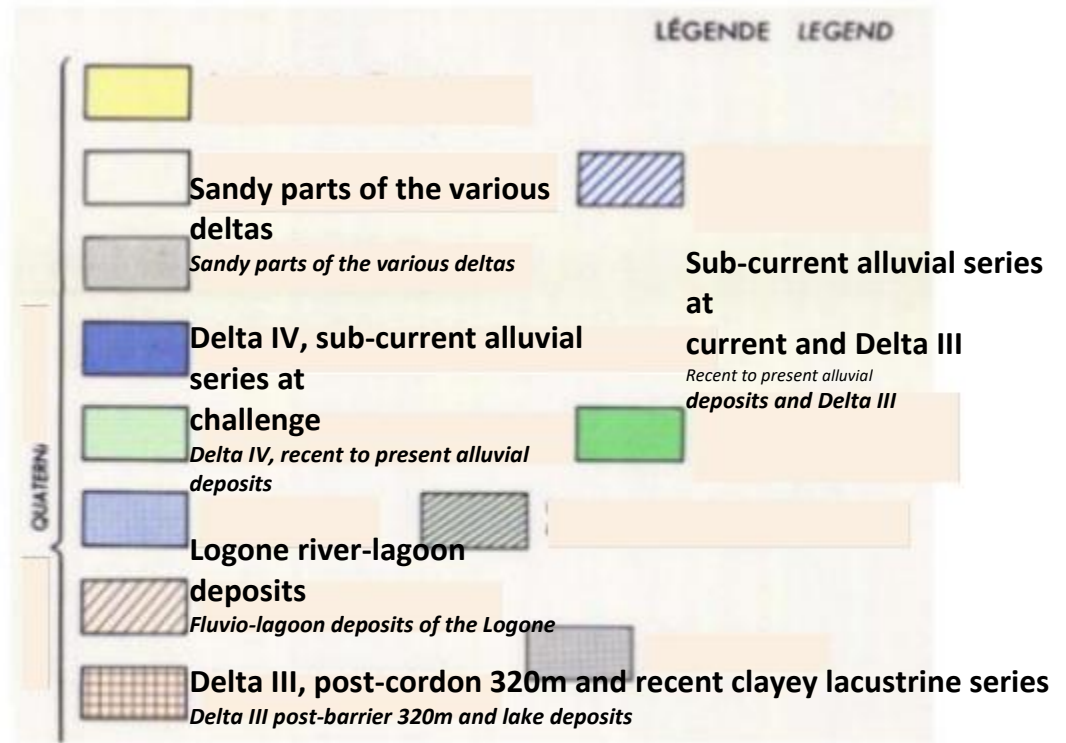 LÉGENDE LEGEND
Sandy parts of the various
deltas
Sandy parts of the various deltas
Sub-current alluvial series
at
current and Delta III
Recent to present alluvial
deposits and Delta III
Delta IV, sub-current alluvial
series at
challenge
Delta IV, recent to present alluvial
deposits
QUATERN
Logone river-lagoon
deposits
Fluvio-lagoon deposits of the Logone
Delta III, post-cordon 320m and recent clayey lacustrine series
Delta III post-barrier 320m and lake deposits